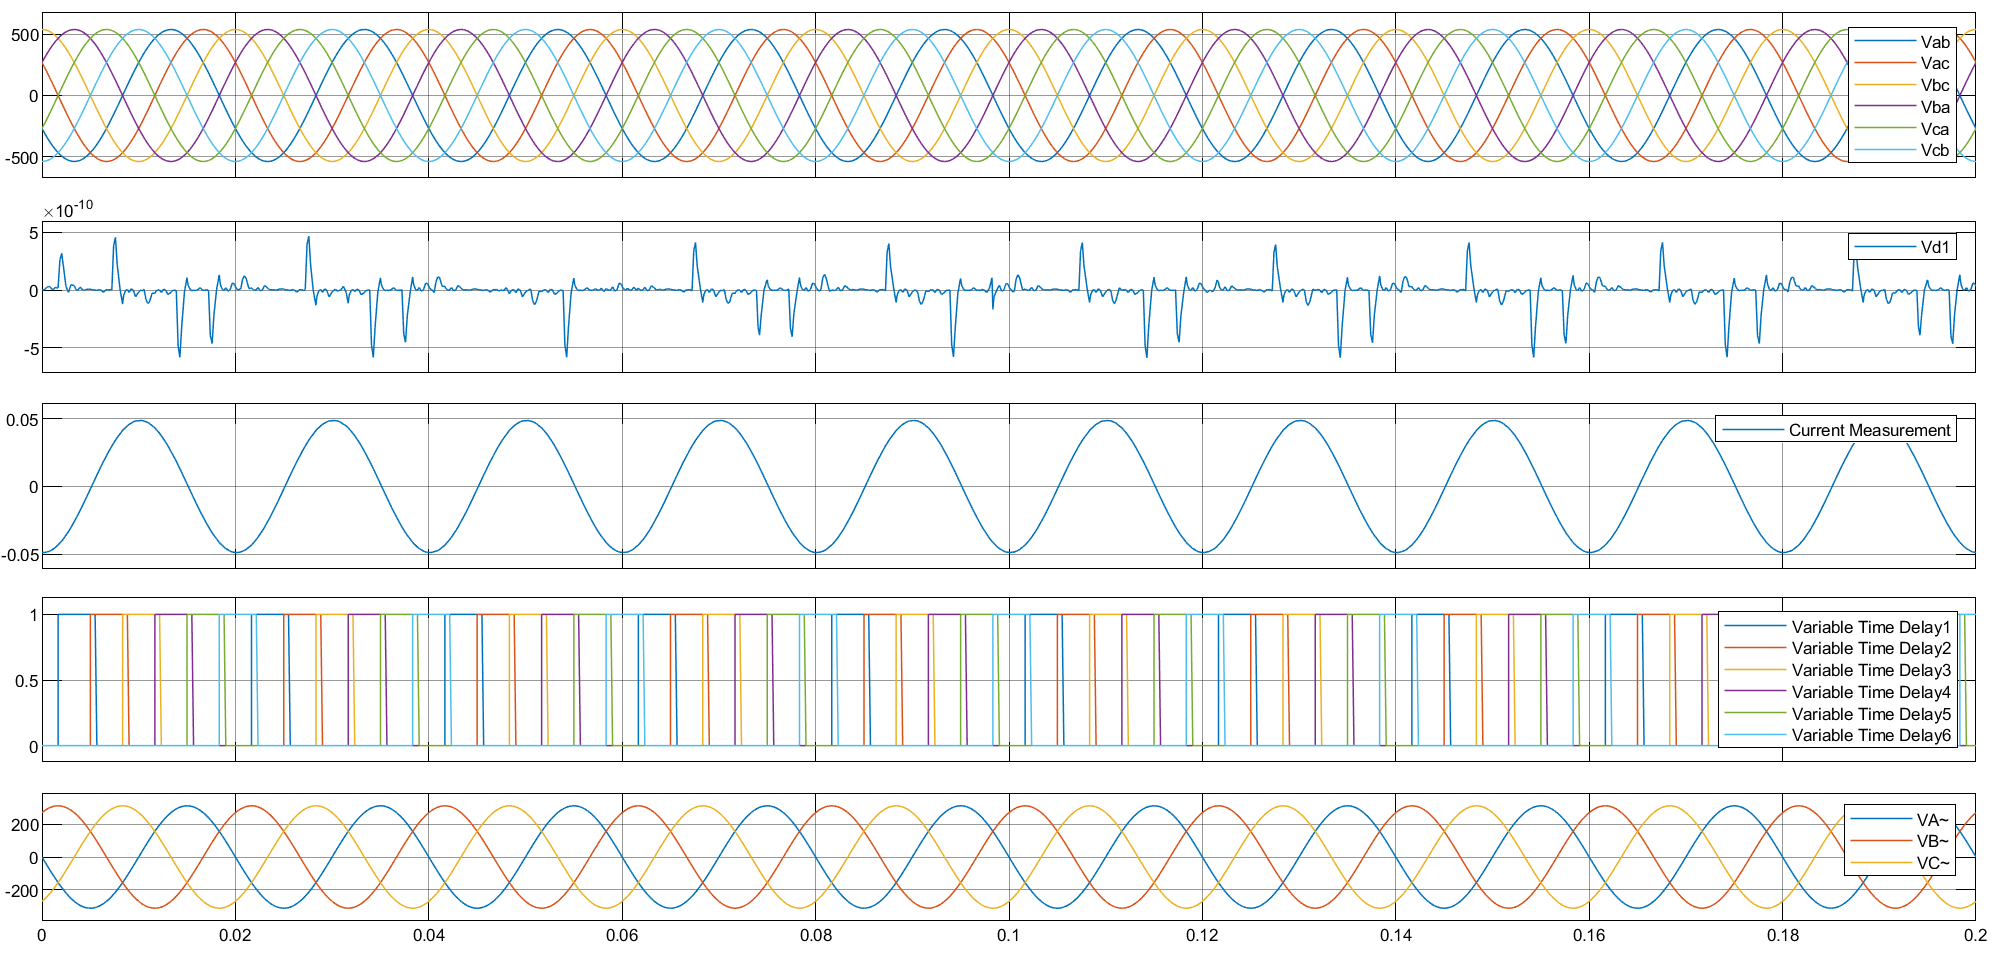 500
0
-500
Vab
Vac
Vbc
Vba
Vca
Vcb
×10-10
5
0
-5
Vd1
0.05
0
-0.05
Current Measurement
1
0.5
0
Variable Time Delay1
Variable Time Delay2
Variable Time Delay3
Variable Time Delay4
Variable Time Delay5
Variable Time Delay6
200
0
-200
VA~
VB~
VC~
0 0.02 0.04 0.06 0.08 0.1 0.12 0.14 0.16 0.18 0.2